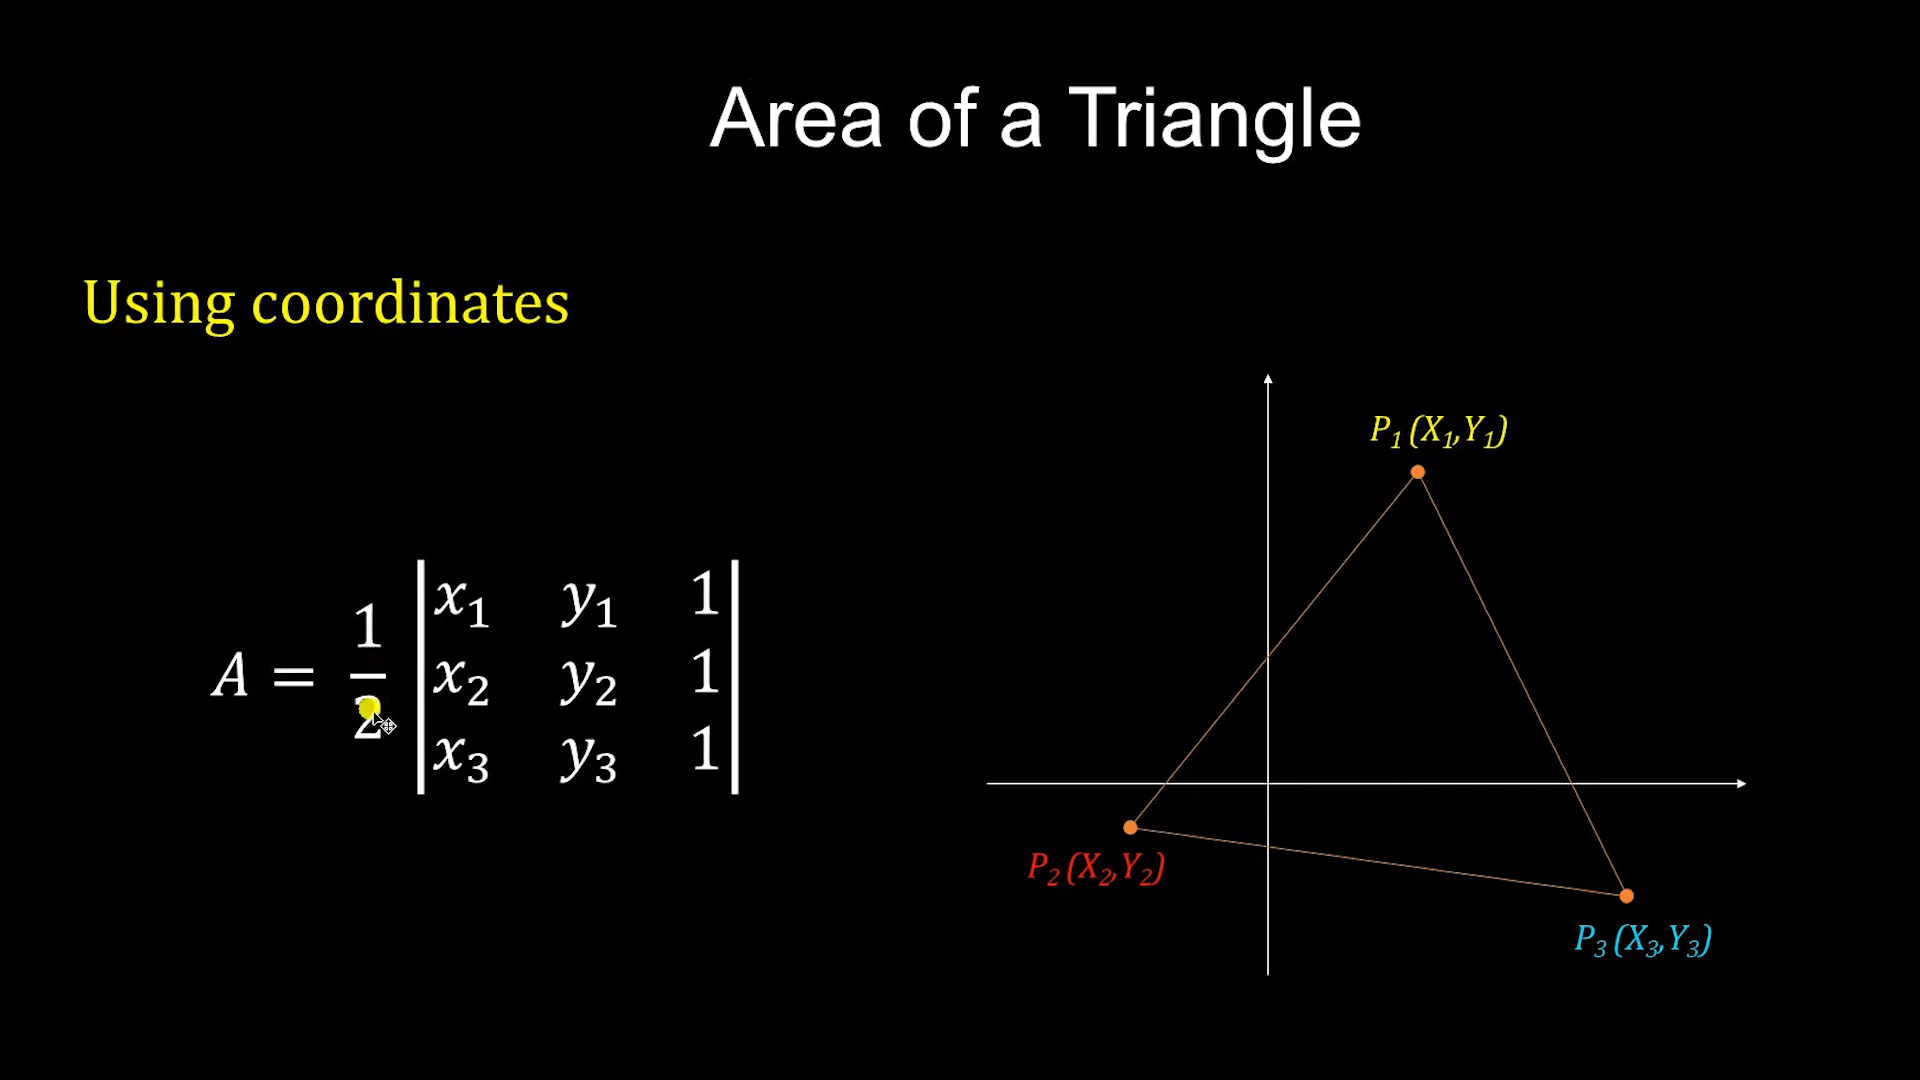 Area of a Triangle
Using coordinates
A = 1/2 |x₁ y₁ 1|
|x₂ y₂ 1|
|x₃ y₃ 1|
P₁ (X₁,Y₁)
P₂ (X₂,Y₂)
P₃ (X₃,Y₃)